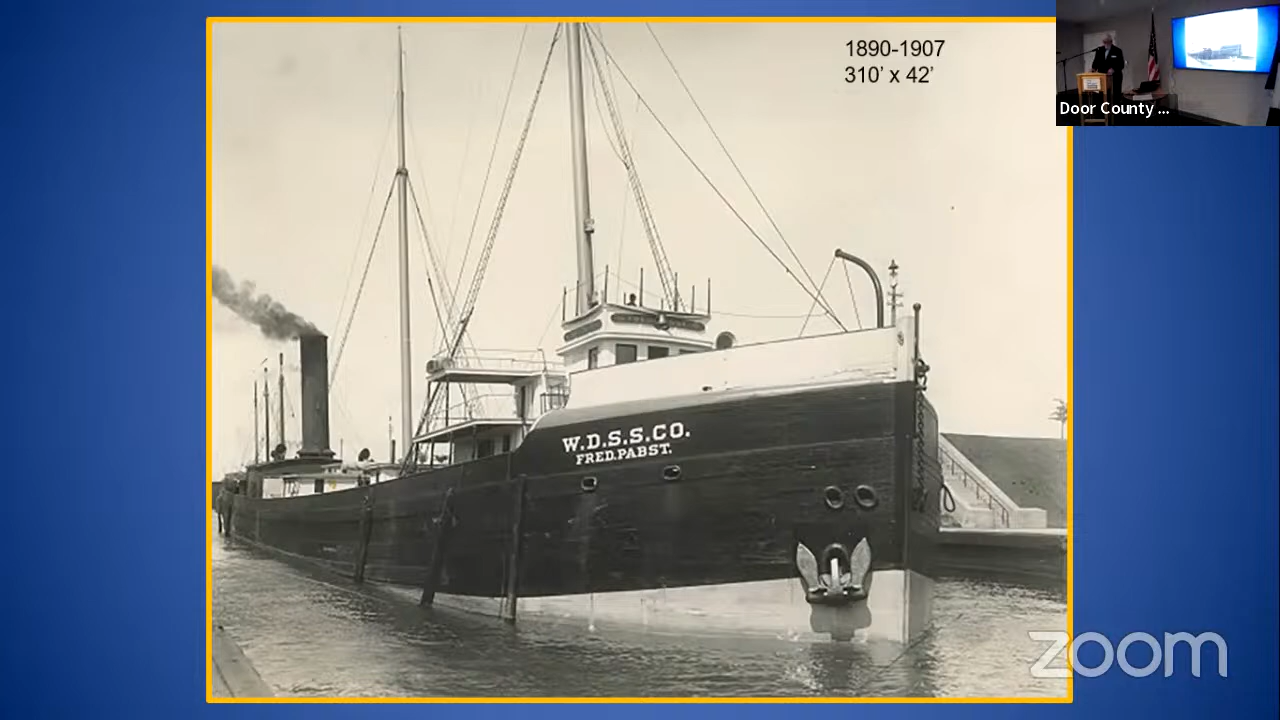 1890-1907
310' x 42'
Door County ...
W.D.S.S.CO.
FRED.PABST.
zoom